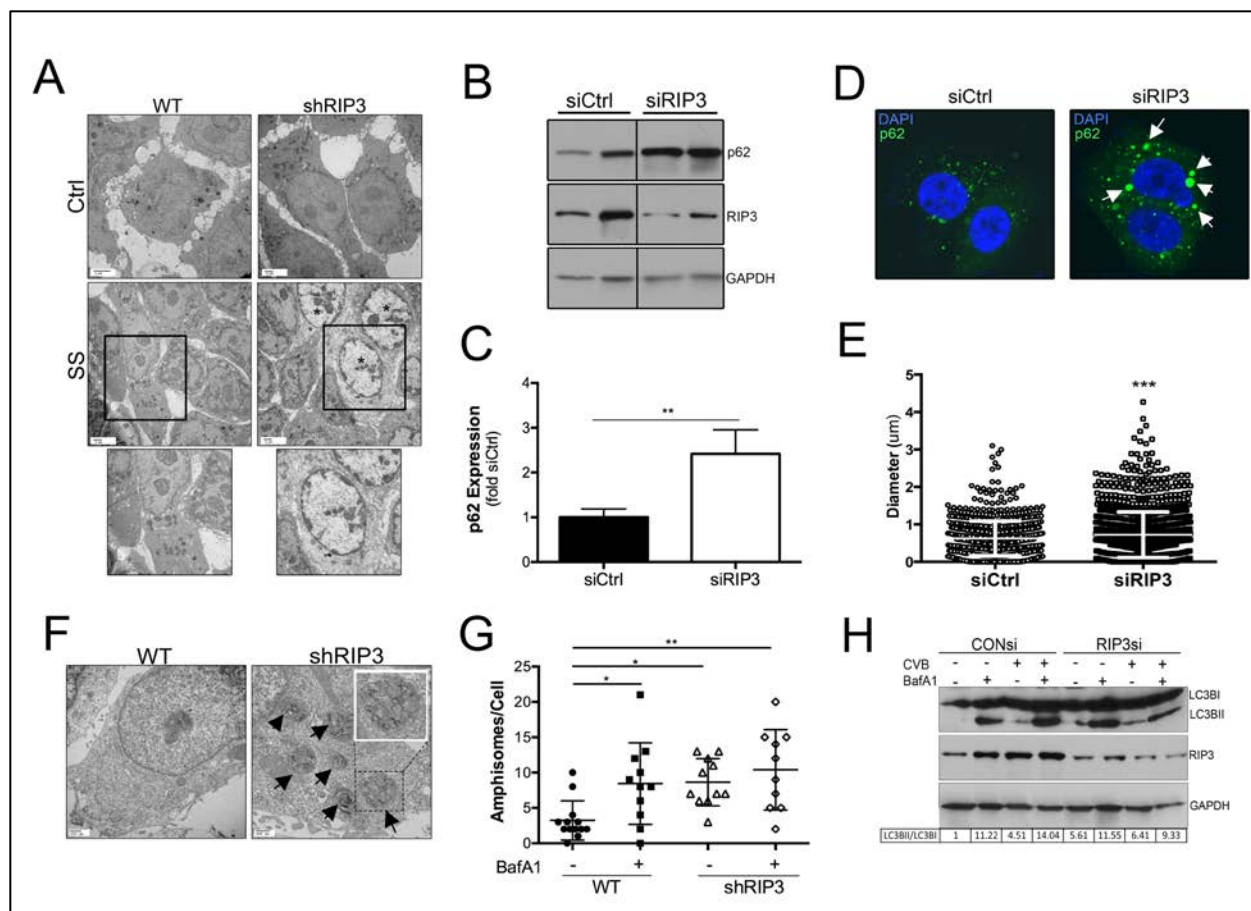 A
WT shRIP3
Ctrl
SS
B
siCtrl siRIP3
p62
RIP3
GAPDH
C
p62 Expression
(fold siCtrl)
4
3
2
1
0
**
siCtrl siRIP3
D
siCtrl siRIP3
DAPI
p62
DAPI
p62
E
Diameter (um)
5
4
3
2
1
0
***
siCtrl siRIP3
F
WT shRIP3
G
Amphisomes/Cell
25
20
15
10
5
0
**
*
*
BafA1 - + - +
WT shRIP3
H
CONsi RIP3si
CVB - - + + - - + +
BafA1 - + - + - + - +
LC3BI
LC3BII
RIP3
GAPDH
LC3BII/LC3BI 1 11.22 4.51 14.04 5.61 11.55 6.41 9.33